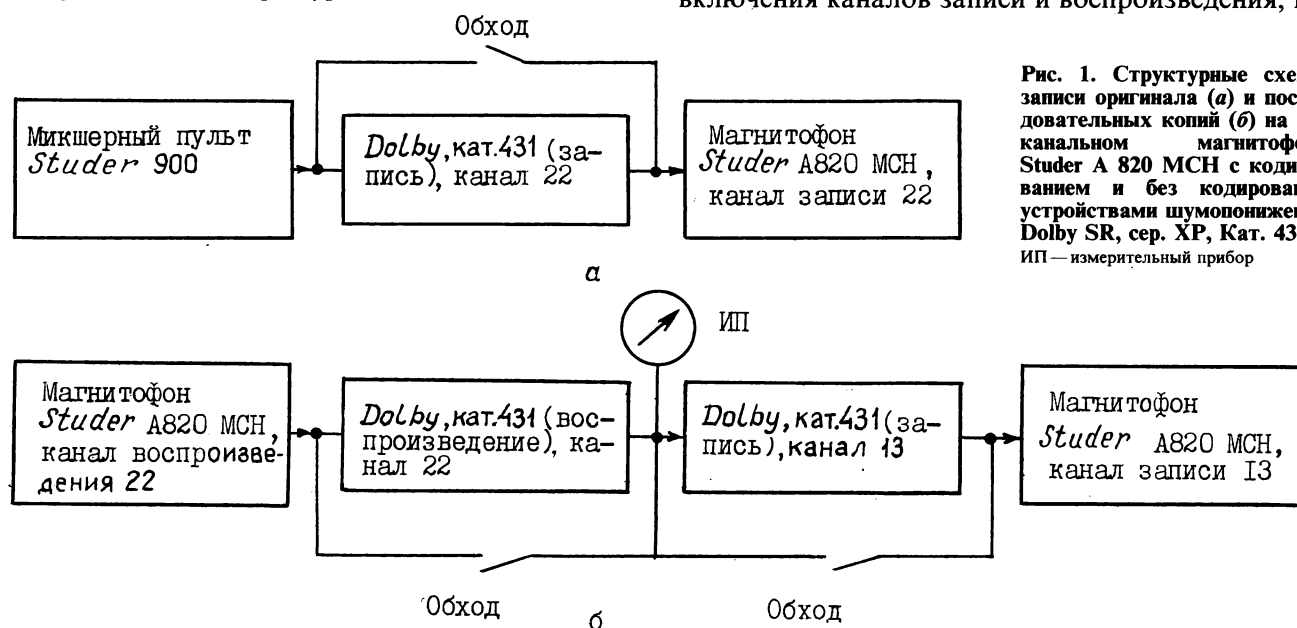 включения каналов записи и воспроизведения,
Обход
Микшерный пульт
Studer 900
Dolby, кат.431 (за-
пись), канал 22
Магнитофон
Studer A820 MCH,
канал записи 22
а
Рис. 1. Структурные схе
записи оригинала (а) и пос
довательных копий (б) на
канальном магнитофо
Studer A 820 MCH с коди
ванием и без кодирован
устройствами шумопонижен
Dolby SR, сер. XP, Кат. 43
ИП — измерительный прибор
ИП
Магнитофон
Studer A820 MCH,
канал воспроизве-
дения 22
Dolby, кат.431 (вос-
произведение), ка-
нал 22
Dolby, кат.431 (за-
пись), канал 13
Магнитофон
Studer A820 MCH,
канал записи I3
Обход
Обход
б